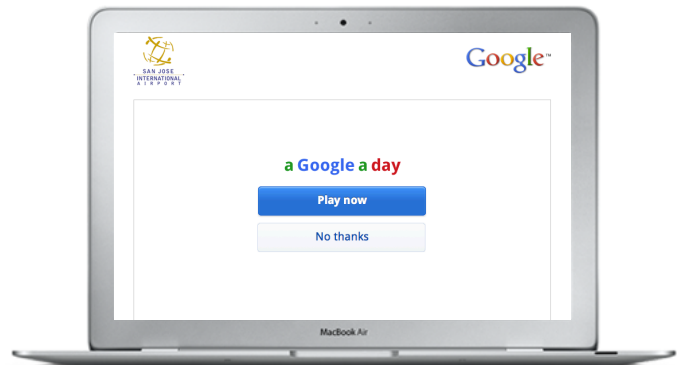 SAN JOSE
INTERNATIONAL
AIRPORT
Google™
a Google a day
Play now
No thanks
MacBook Air